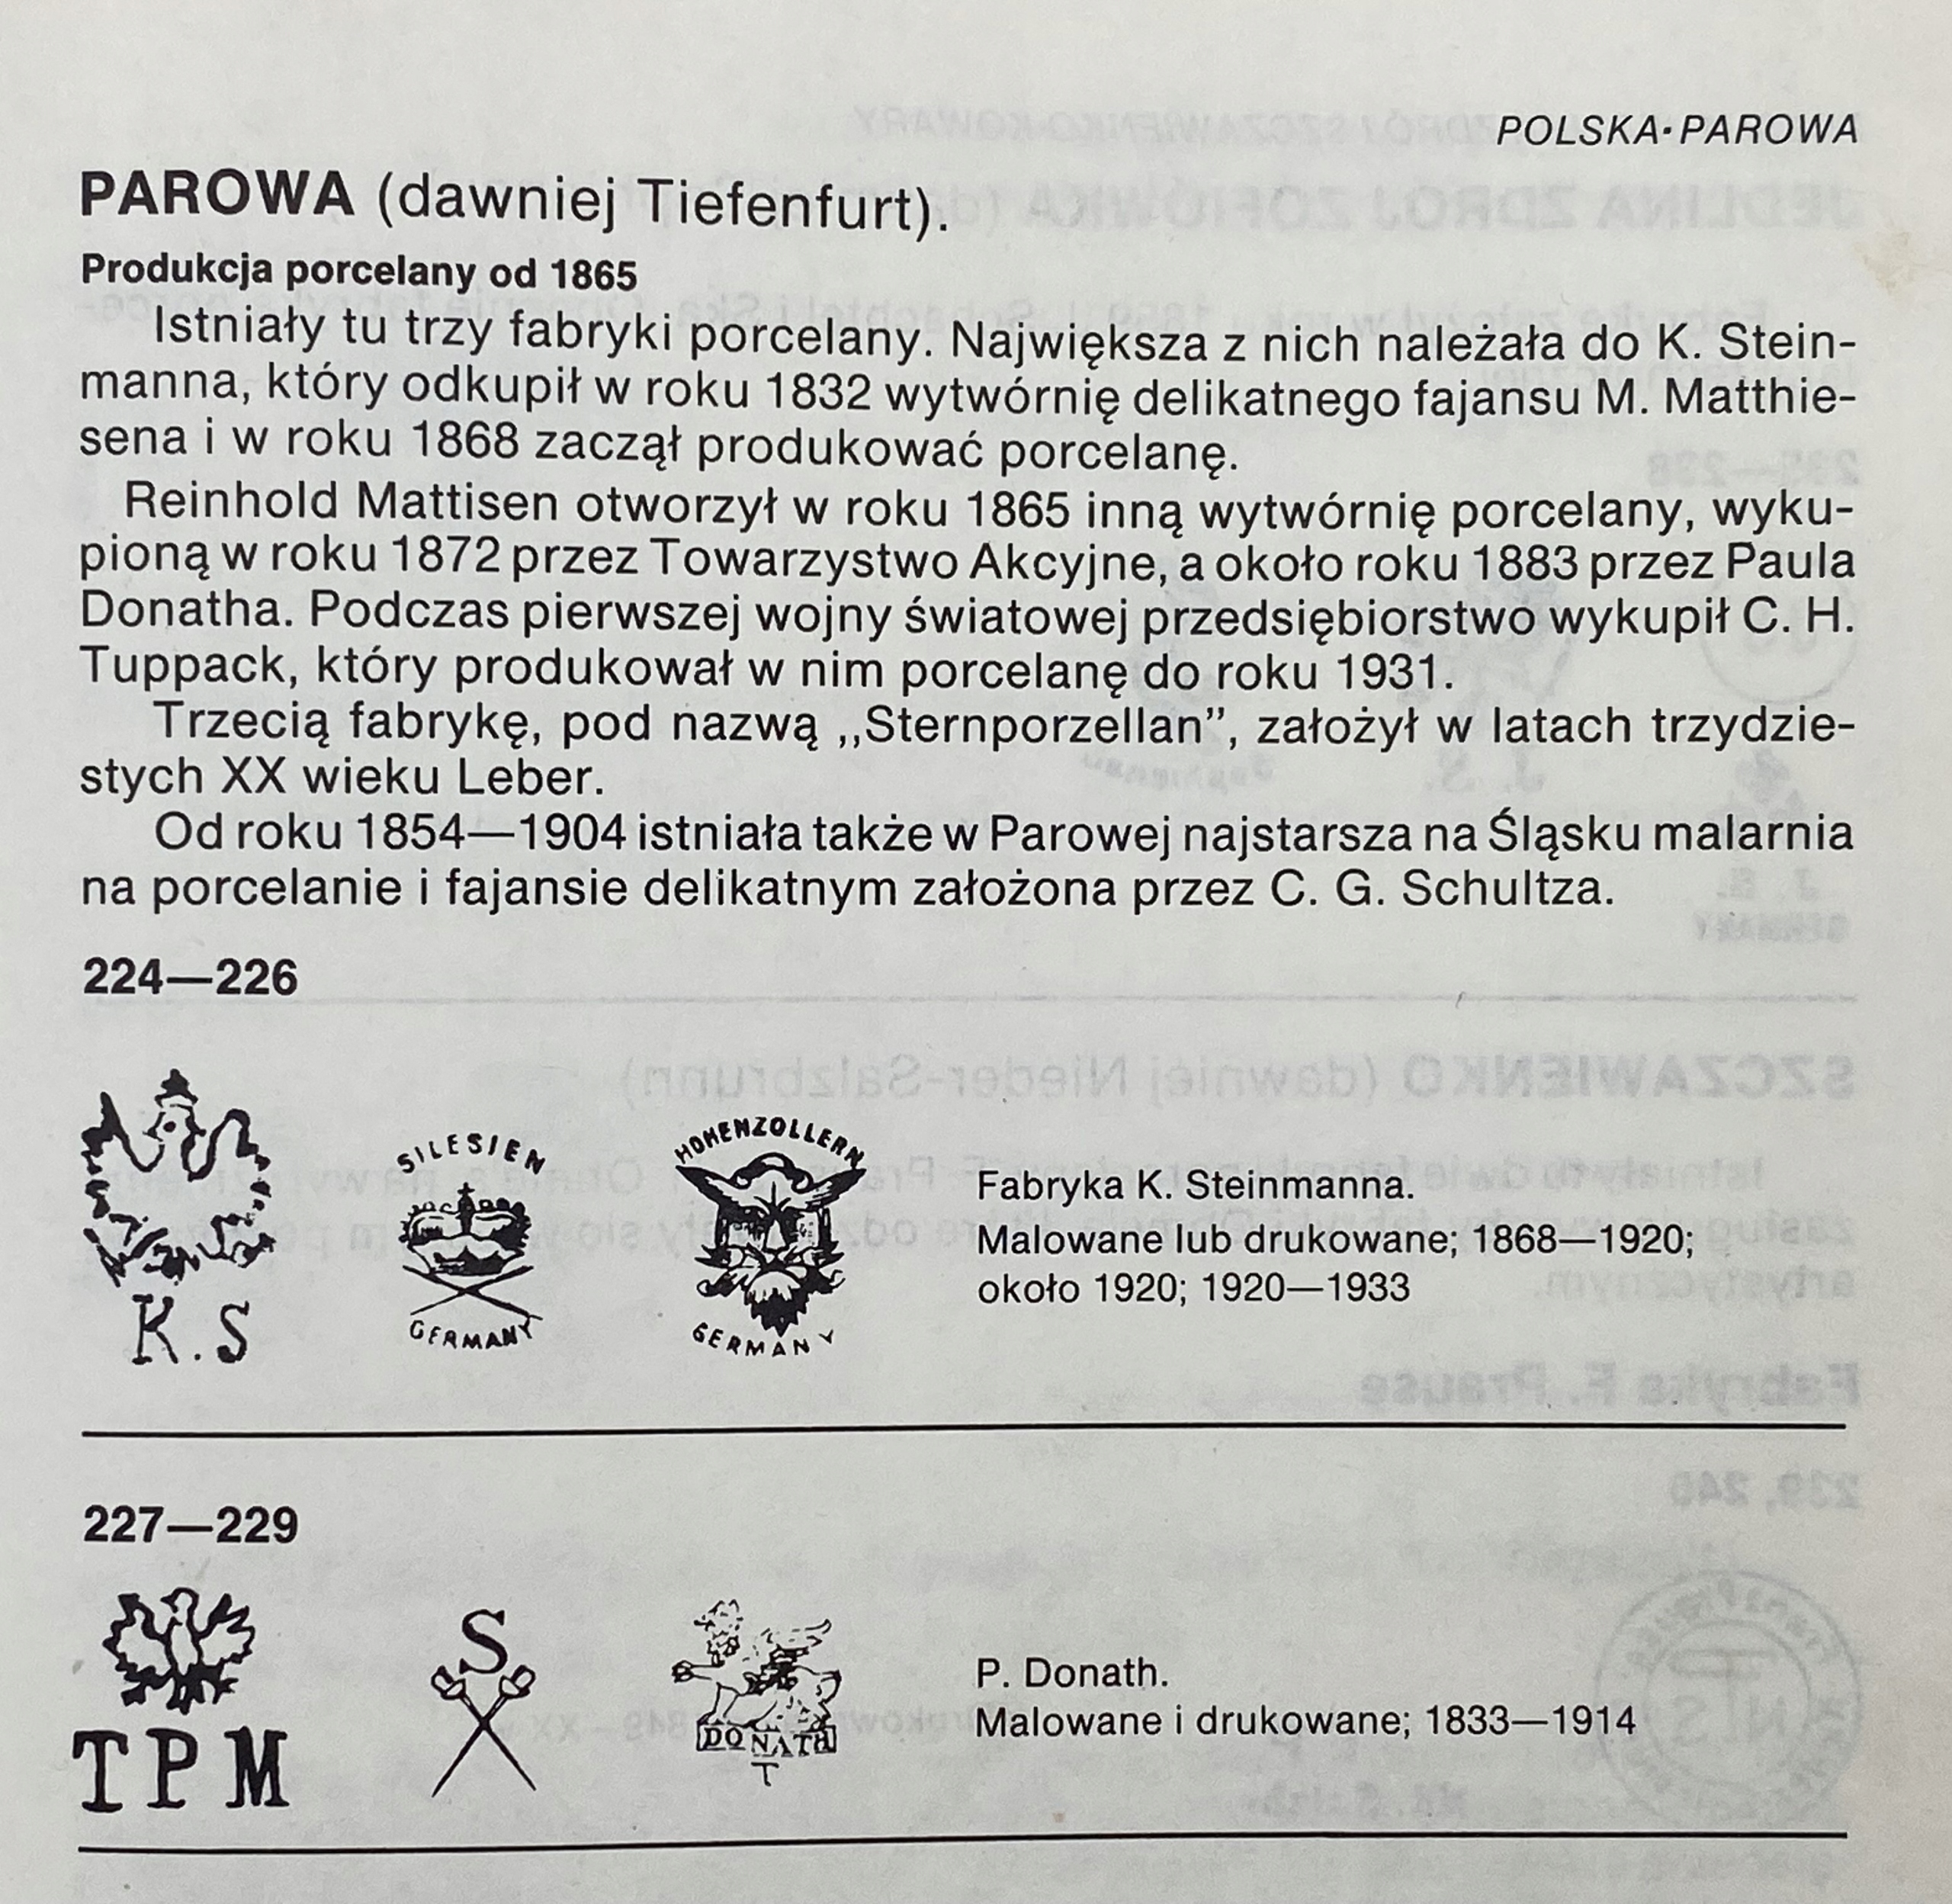 POLSKA·PAROWA
PAROWA (dawniej Tiefenfurt).
Produkcja porcelany od 1865
Istniały tu trzy fabryki porcelany. Największa z nich należała do K. Stein-
manna, który odkupił w roku 1832 wytwórnię delikatnego fajansu M. Matthie-
sena i w roku 1868 zaczął produkować porcelanę.
Reinhold Mattisen otworzył w roku 1865 inną wytwórnię porcelany, wyku-
pioną w roku 1872 przez Towarzystwo Akcyjne, a około roku 1883 przez Paula
Donatha. Podczas pierwszej wojny światowej przedsiębiorstwo wykupił C. H.
Tuppack, który produkował w nim porcelanę do roku 1931.
Trzecią fabrykę, pod nazwą ,,Sternporzellan”, założył w latach trzydzie-
stych XX wieku Leber.
Od roku 1854—1904 istniała także w Parowej najstarsza na Śląsku malarnia
na porcelanie i fajansie delikatnym założona przez C. G. Schultza.
224—226
K.S
SILESIEN
GERMANY
HOHENZOLLERN
GERMANY
Fabryka K. Steinmanna.
Malowane lub drukowane; 1868—1920;
około 1920; 1920—1933
227—229
TPM
S
DONATH
T
P. Donath.
Malowane i drukowane; 1833—1914